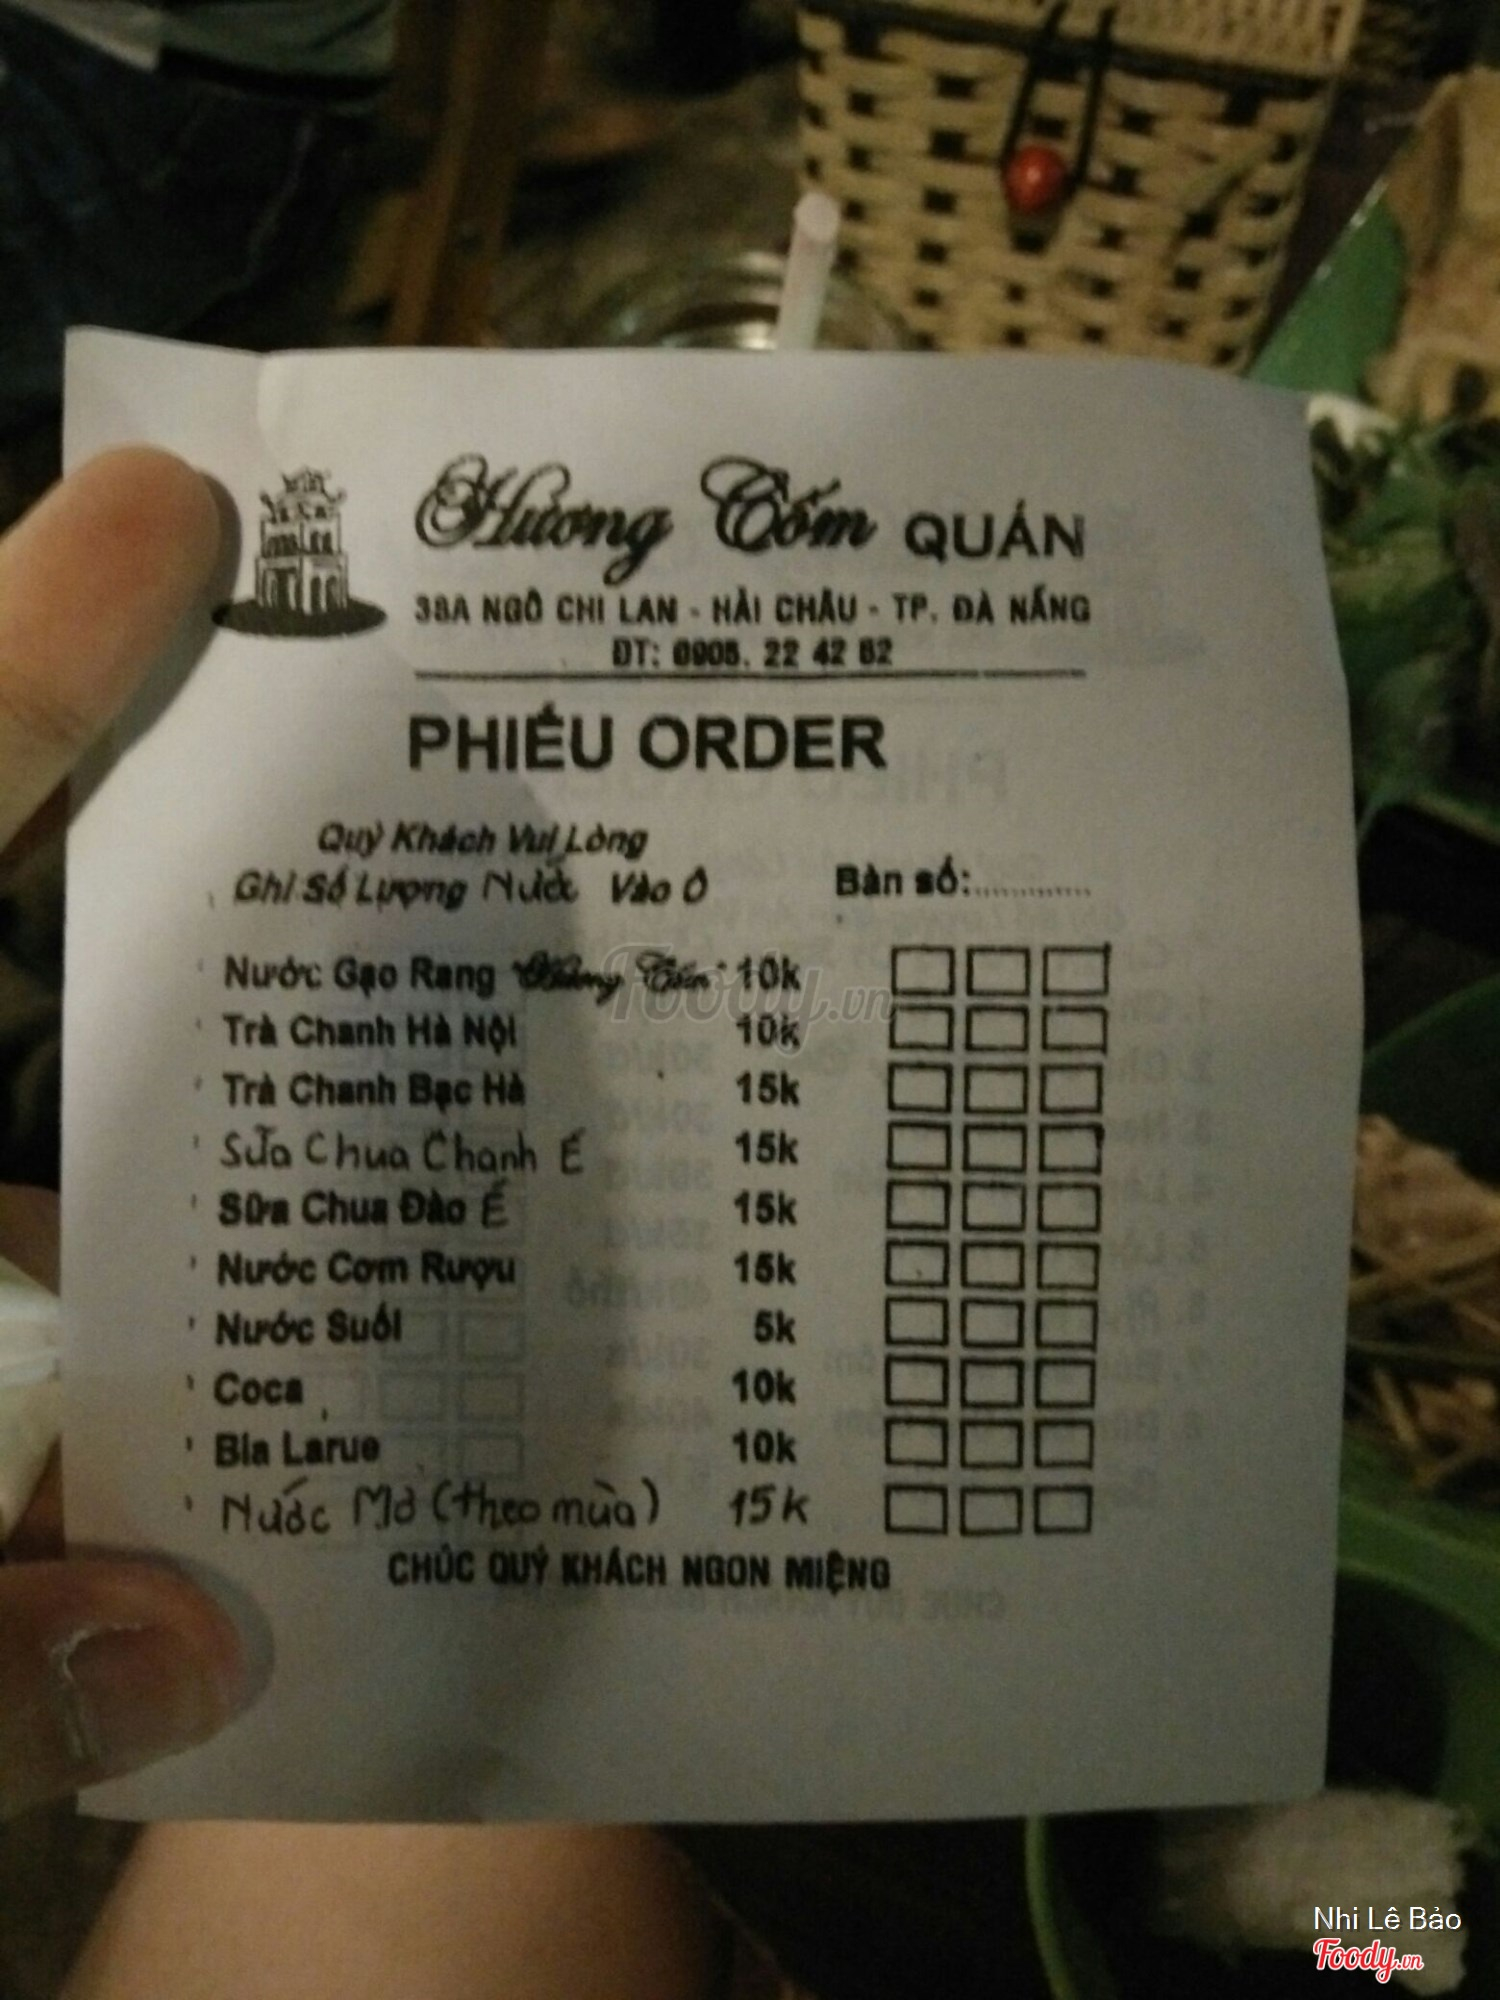 Hương Cốm QUÁN
38A NGÔ CHI LAN - HẢI CHÂU - TP. ĐÀ NẴNG
ĐT: 0905. 22 42 62
PHIẾU ORDER
Quý Khách Vui Lòng
Ghi Số Lượng Nước Vào Ô
Bàn số:.............
Nước Gạo Rang "Hương Cốm" 10k
Trà Chanh Hà Nội 10k
Trà Chanh Bạc Hà 15k
Sữa Chua Chanh É 15k
Sữa Chua Đào É 15k
Nước Cơm Rượu 15k
Nước Suối 5k
Coca 10k
Bia Larue 10k
Nước Mơ (theo mùa) 15k
CHÚC QUÝ KHÁCH NGON MIỆNG
Foody.vn
Nhi Lê Bảo
Foody.vn